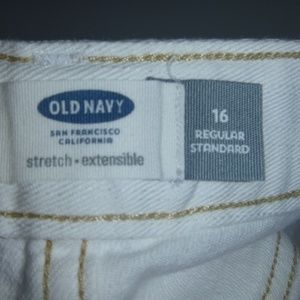 OLD NAVY
SAN FRANCISCO
CALIFORNIA
stretch • extensible
16
REGULAR
STANDARD